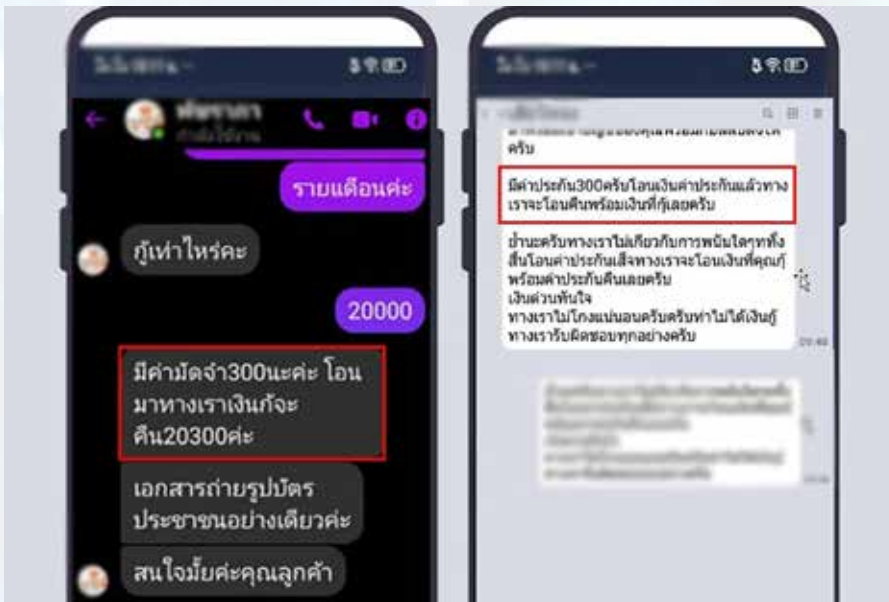 รายเดือนค่ะ
กู้เท่าไหร่คะ
20000
มีค่ามัดจำ300นะค่ะ โอน
มาทางเราเงินก้จะ
คืน20300ค่ะ
เอกสารถ่ายรูปบัตร
ประชาชนอย่างเดียวค่ะ
สนใจมั้ยค่ะคุณลูกค้า
ครับ
มีค่าประกัน300ครับโอนเงินค่าประกันแล้วทาง
เราจะโอนคืนพร้อมเงินที่กู้เลยครับ
ย้ำนะครับทางเราไม่เกี่ยวกับการพนันใดๆทั้ง
สิ้นโอนค่าประกันเส็จทางเราจะโอนเงินที่คุณกู้
พร้อมค่าประกันคืนเลยครับ
เงินด่วนทันใจ
ทางเราไม่โกงแน่นอนครับครับท่าไม่ได้เงินกู้
ทางเรารับผิดชอบทุกอย่างครับ